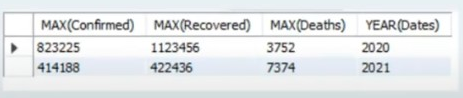 MAX(Confirmed) MAX(Recovered) MAX(Deaths) YEAR(Dates)
823225 1123456 3752 2020
414188 422436 7374 2021